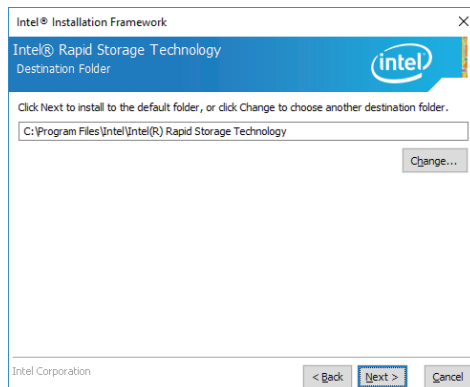 Intel® Installation Framework
Intel® Rapid Storage Technology
Destination Folder
intel
Click Next to install to the default folder, or click Change to choose another destination folder.
C:\Program Files\Intel\Intel(R) Rapid Storage Technology
Change...
Intel Corporation
< Back
Next >
Cancel